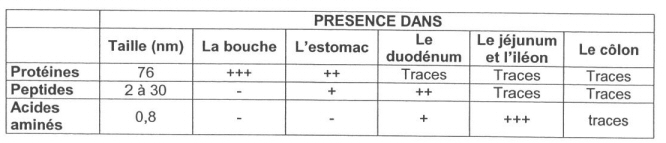 PRESENCE DANS
Taille (nm) La bouche L'estomac Le duodénum Le jéjunum et l'iléon Le côlon
Protéines 76 +++ ++ Traces Traces Traces
Peptides 2 à 30 - + ++ Traces Traces
Acides aminés 0,8 - - + +++ traces